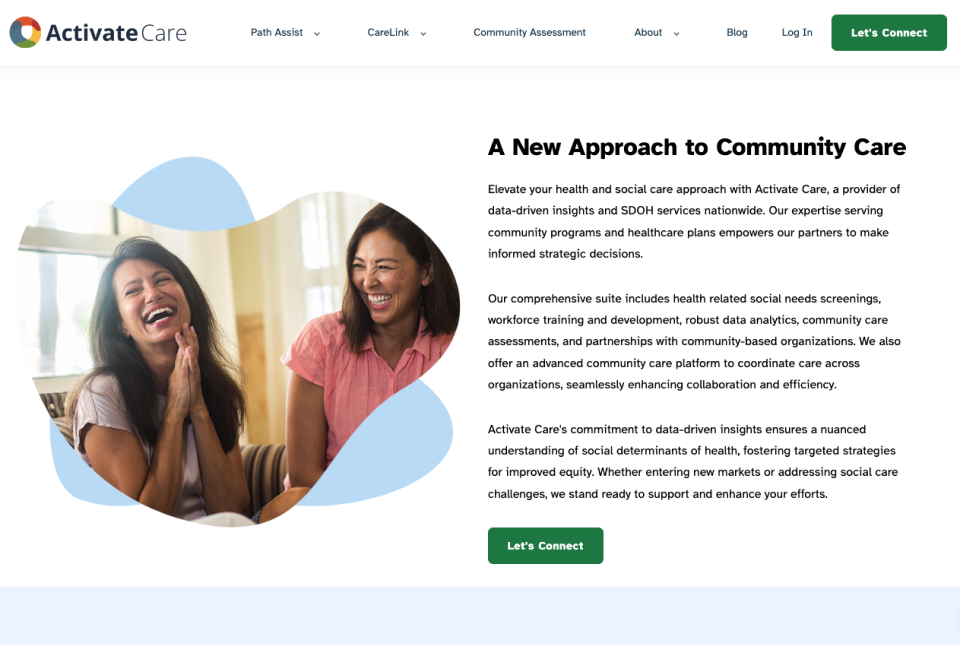 ActivateCare
Path Assist
CareLink
Community Assessment
About
Blog
Log In
Let's Connect
A New Approach to Community Care
Elevate your health and social care approach with Activate Care, a provider of
data-driven insights and SDOH services nationwide. Our expertise serving
community programs and healthcare plans empowers our partners to make
informed strategic decisions.
Our comprehensive suite includes health related social needs screenings,
workforce training and development, robust data analytics, community care
assessments, and partnerships with community-based organizations. We also
offer an advanced community care platform to coordinate care across
organizations, seamlessly enhancing collaboration and efficiency.
Activate Care's commitment to data-driven insights ensures a nuanced
understanding of social determinants of health, fostering targeted strategies
for improved equity. Whether entering new markets or addressing social care
challenges, we stand ready to support and enhance your efforts.
Let's Connect